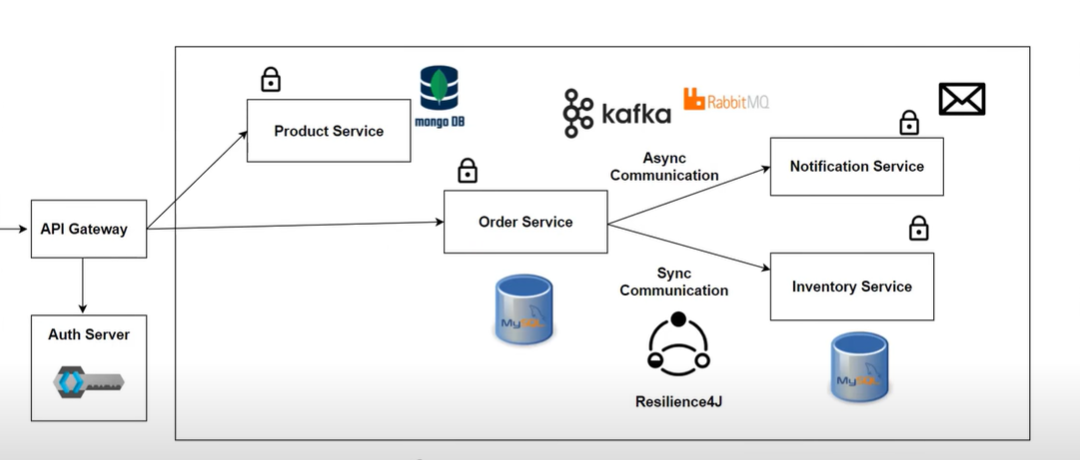 mongo DB
Product Service
kafka
RabbitMQ
Async
Communication
Notification Service
API Gateway
Order Service
Sync
Communication
Inventory Service
Auth Server
MySQL
MySQL
Resilience4J